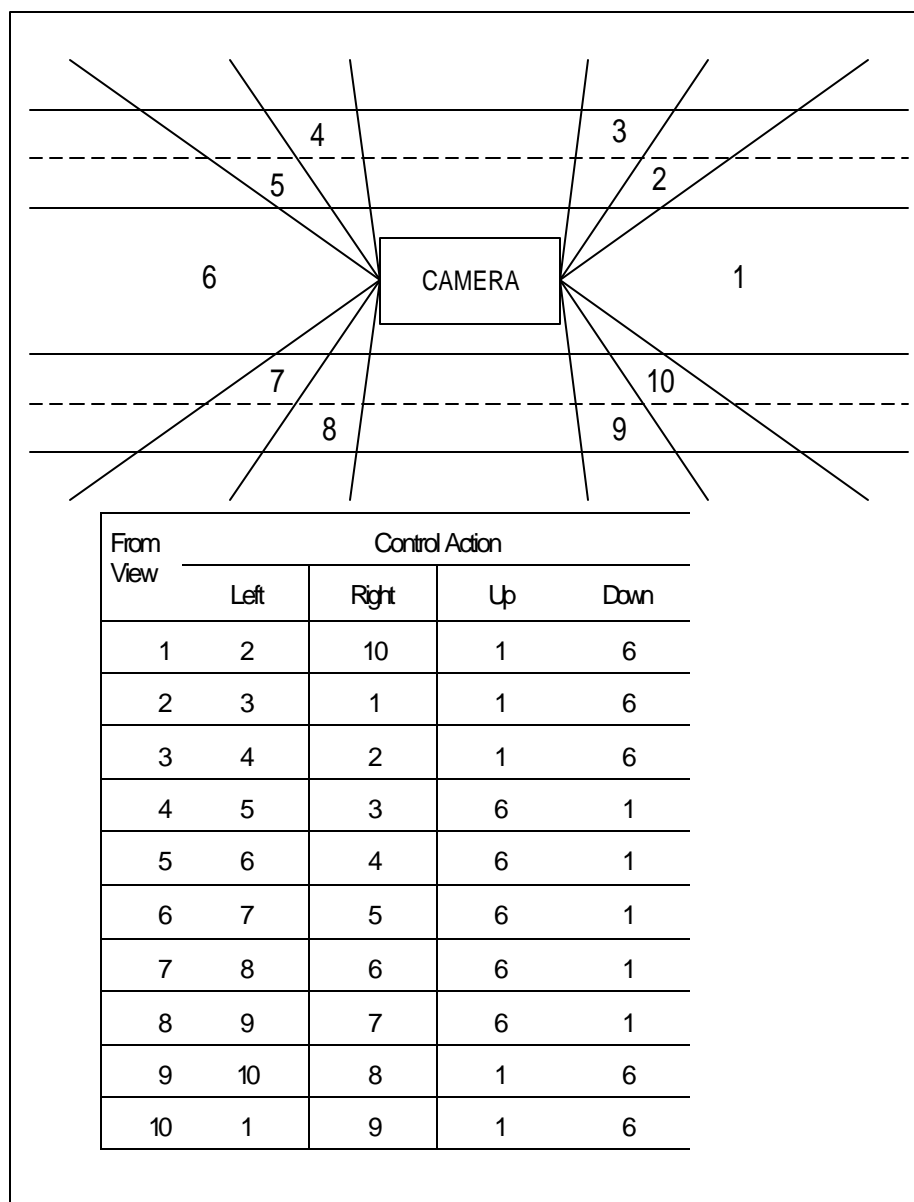 4 3
5 2
6 CAMERA 1
7 10
8 9
From Control Action
View
Left Right Up Down
1 2 10 1 6
2 3 1 1 6
3 4 2 1 6
4 5 3 6 1
5 6 4 6 1
6 7 5 6 1
7 8 6 6 1
8 9 7 6 1
9 10 8 1 6
10 1 9 1 6